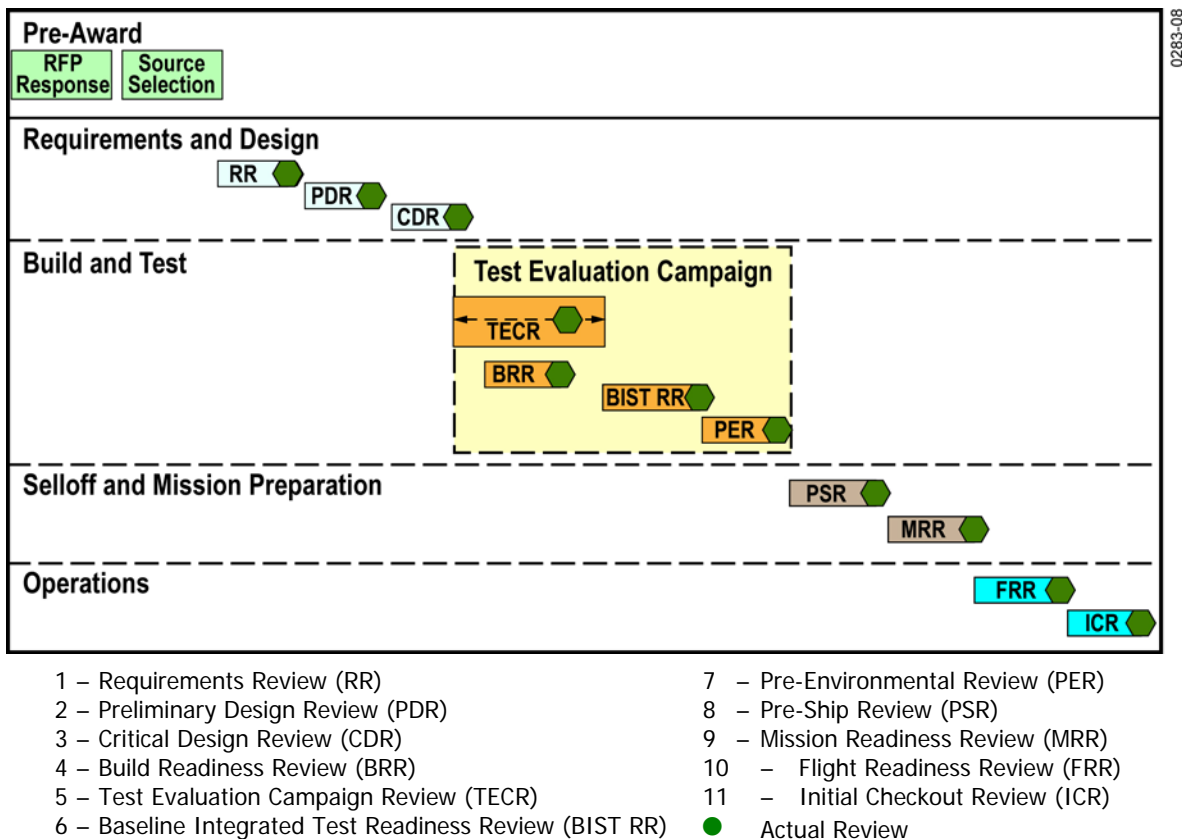 0283-08
Pre-Award
RFP
Response
Source
Selection
Requirements and Design
RR
PDR
CDR
Build and Test
Test Evaluation Campaign
TECR
BRR
BIST RR
PER
Selloff and Mission Preparation
PSR
MRR
Operations
FRR
ICR
1 – Requirements Review (RR)
2 – Preliminary Design Review (PDR)
3 – Critical Design Review (CDR)
4 – Build Readiness Review (BRR)
5 – Test Evaluation Campaign Review (TECR)
6 – Baseline Integrated Test Readiness Review (BIST RR)
7 – Pre-Environmental Review (PER)
8 – Pre-Ship Review (PSR)
9 – Mission Readiness Review (MRR)
10 – Flight Readiness Review (FRR)
11 – Initial Checkout Review (ICR)
Actual Review